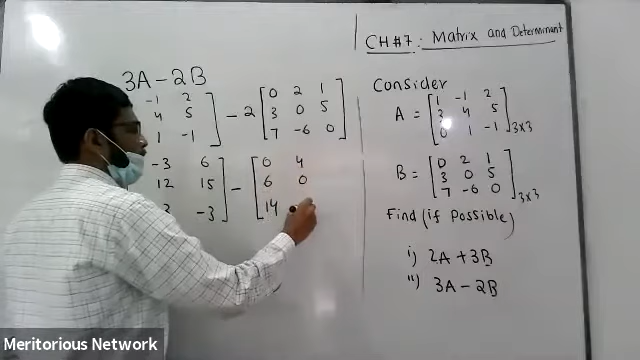 CH#7: Matrix and Determinant
3A - 2B
-1 2
4 5
1 -1
- 2
0 2 1
3 0 5
7 -6 0
-3 6
12 15
3 -3
-
0 4
6 0
14
Consider
A =
1 -1 2
3 4 5
0 1 -1
3x3
B =
0 2 1
3 0 5
7 -6 0
3x3
Find (if Possible)
i) 2A + 3B
ii) 3A - 2B
Meritorious Network